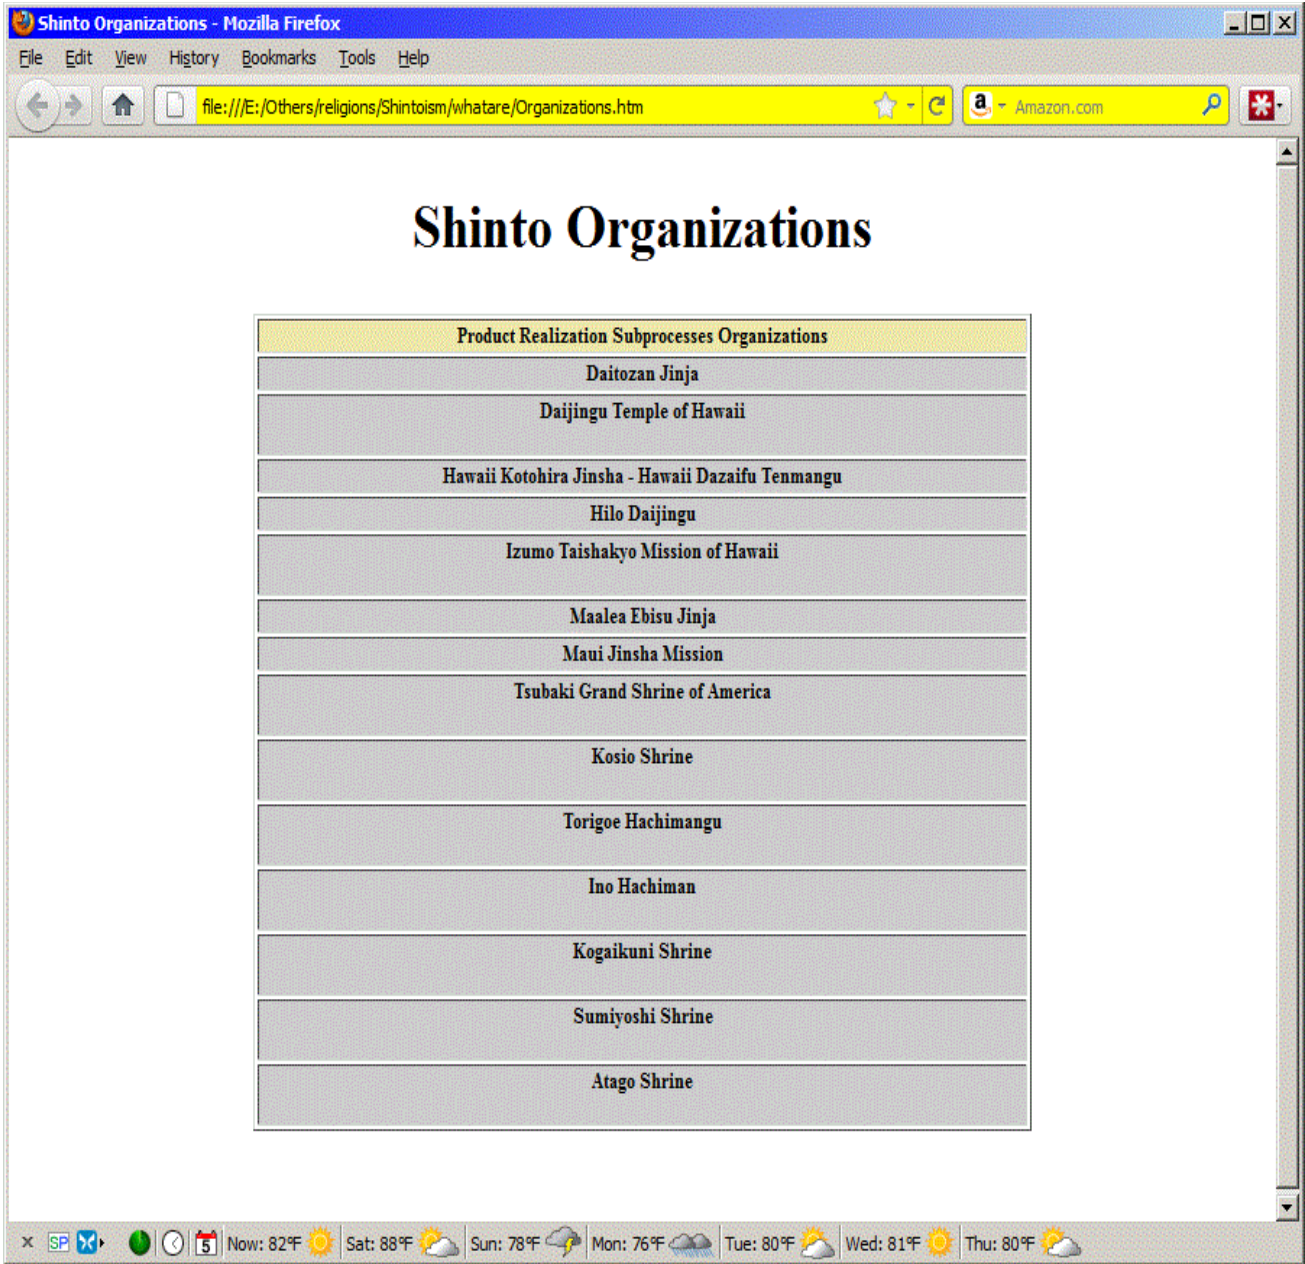 Shinto Organizations - Mozilla Firefox
File Edit View History Bookmarks Tools Help
file:///E:/Others/religions/Shintoism/whatare/Organizations.htm
a Amazon.com
Shinto Organizations
Product Realization Subprocesses Organizations
Daitozan Jinja
Daijingu Temple of Hawaii
Hawaii Kotohira Jinsha - Hawaii Dazaifu Tenmangu
Hilo Daijingu
Izumo Taishakyo Mission of Hawaii
Maalea Ebisu Jinja
Maui Jinsha Mission
Tsubaki Grand Shrine of America
Kosio Shrine
Torigoe Hachimangu
Ino Hachiman
Kogaikuni Shrine
Sumiyoshi Shrine
Atago Shrine
SP 5 Now: 82°F Sat: 88°F Sun: 78°F Mon: 76°F Tue: 80°F Wed: 81°F Thu: 80°F